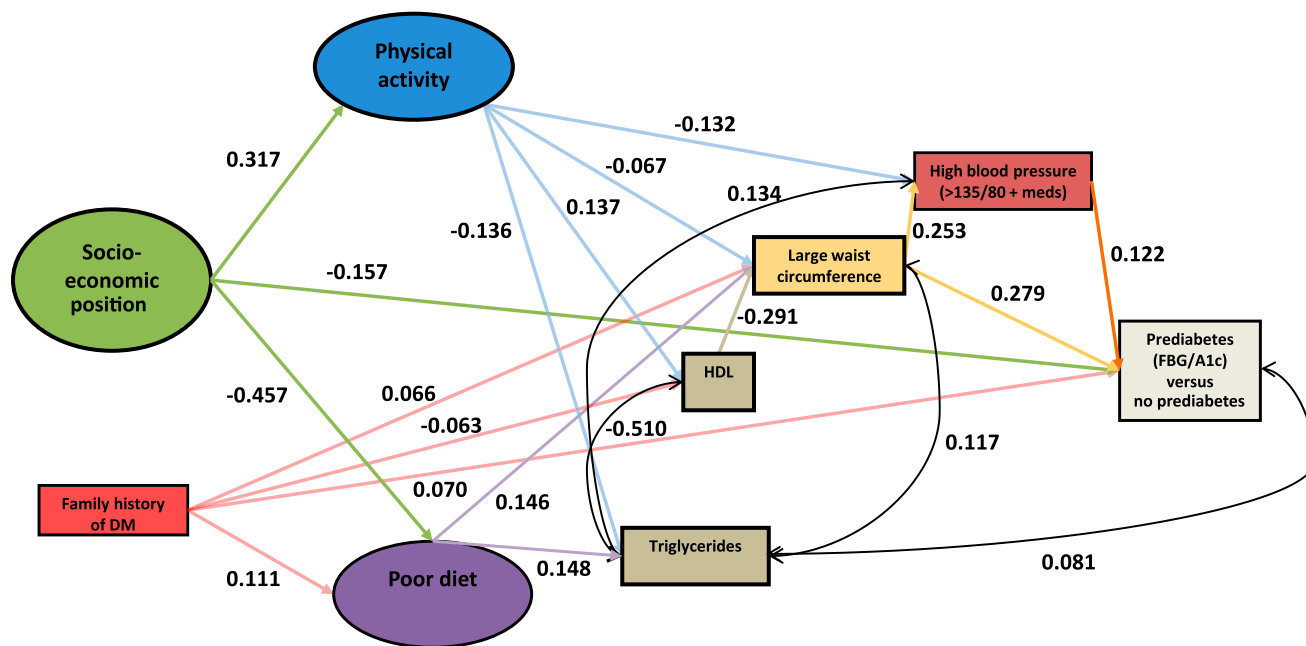 Physical
activity
-0.132
-0.067
0.317
0.137
0.134
High blood pressure
(>135/80 + meds)
-0.136
0.253
Socio-
economic
position
-0.157
Large waist
circumference
0.122
0.279
-0.291
Prediabetes
(FBG/A1c)
versus
no prediabetes
HDL
-0.457
0.066
-0.063
-0.510
0.117
Family history
of DM
0.070
0.146
Triglycerides
0.111
Poor diet
0.148
0.081